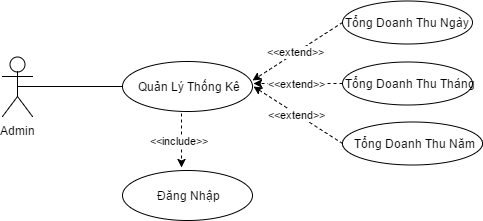 Tổng Doanh Thu Ngáy
<<extend>>
Quản Lý Thống Kê
<<extend>>
Tổng Doanh Thu Tháng
Admin
<<extend>>
<<include>>
Tổng Doanh Thu Năm
Đăng Nhập